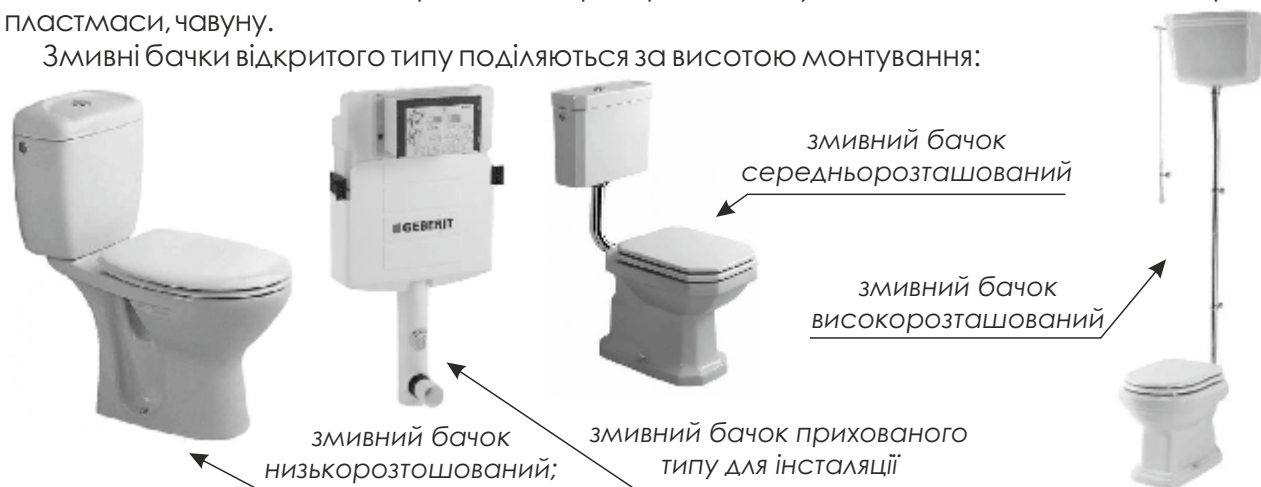 пластмаси, чавуну.
Змивні бачки відкритого типу поділяються за висотою монтування:
змивний бачок
середньорозташований
GEBERIT
змивний бачок
високорозташований
змивний бачок
низькорозтошований;
змивний бачок прихованого
типу для інсталяції